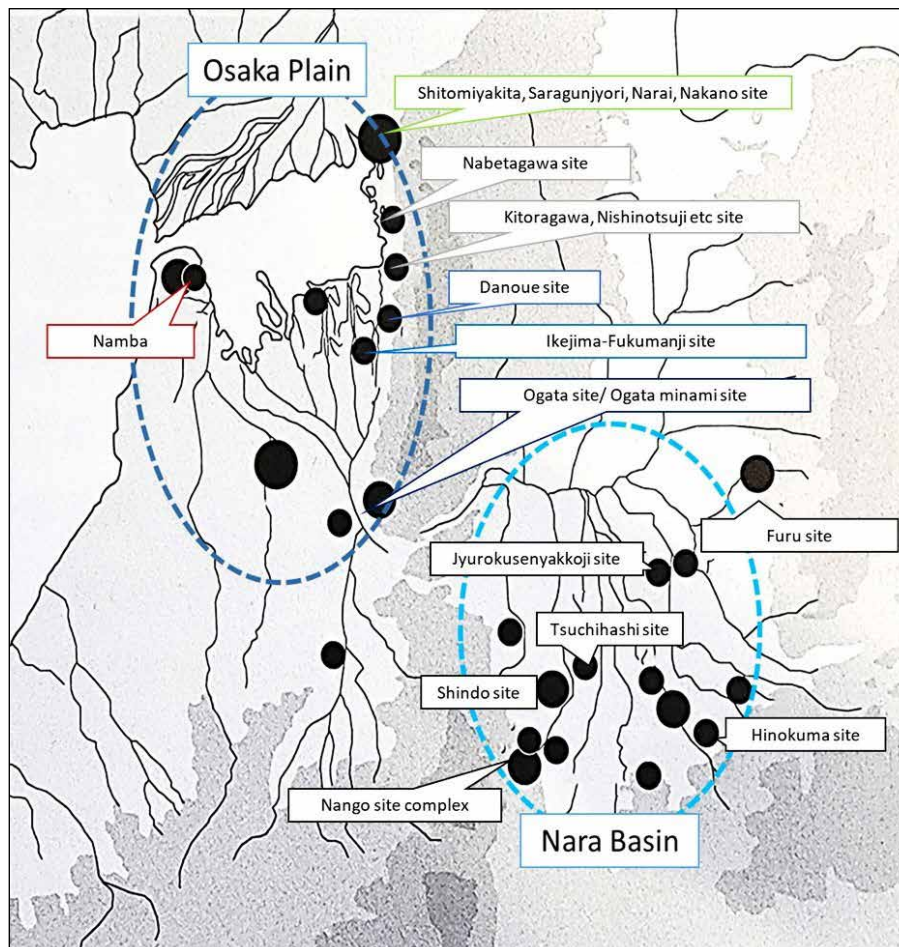 Osaka Plain
Shitomiyakita, Saragunjyori, Narai, Nakano site
Nabetagawa site
Kitoragawa, Nishinotsuji etc site
Danoue site
Namba
Ikejima-Fukumanji site
Ogata site/ Ogata minami site
Furu site
Jyurokusenyakkoji site
Tsuchihashi site
Shindo site
Hinokuma site
Nango site complex
Nara Basin